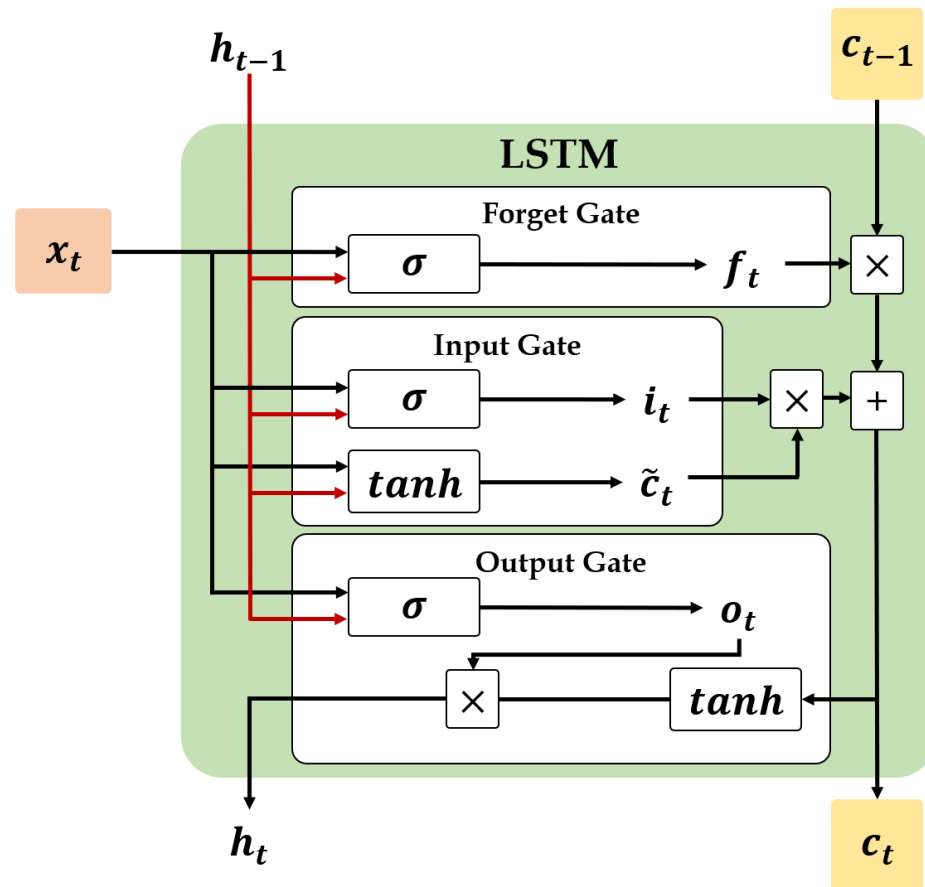 h_{t-1}
c_{t-1}
LSTM
Forget Gate
x_t
σ
f_t
×
Input Gate
σ
i_t
×
+
tanh
c̃_t
Output Gate
σ
o_t
×
tanh
h_t
c_t